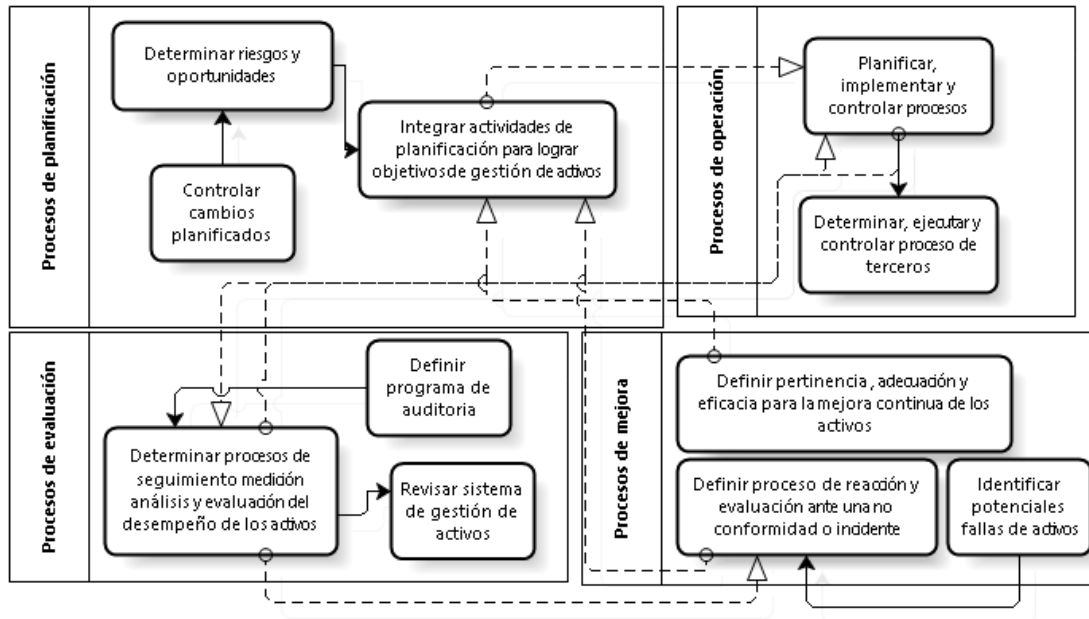 Procesos de planificación
Determinar riesgos y
oportunidades
Controlar
cambios
planificados
Integrar actividades de
planificación para lograr
objetivos de gestión de activos
Procesos de operación
Planificar,
implementar y
controlar procesos
Determinar, ejecutar y
controlar proceso de
terceros
Procesos de evaluación
Definir
programa de
auditoria
Determinar procesos de
seguimiento medición
análisis y evaluación del
desempeño de los activos
Revisar sistema
de gestión de
activos
Procesos de mejora
Definir pertinencia, adecuación y
eficacia para la mejora continua de los
activos
Definir proceso de reacción y
evaluación ante una no
conformidad o incidente
Identificar
potenciales
fallas de activos